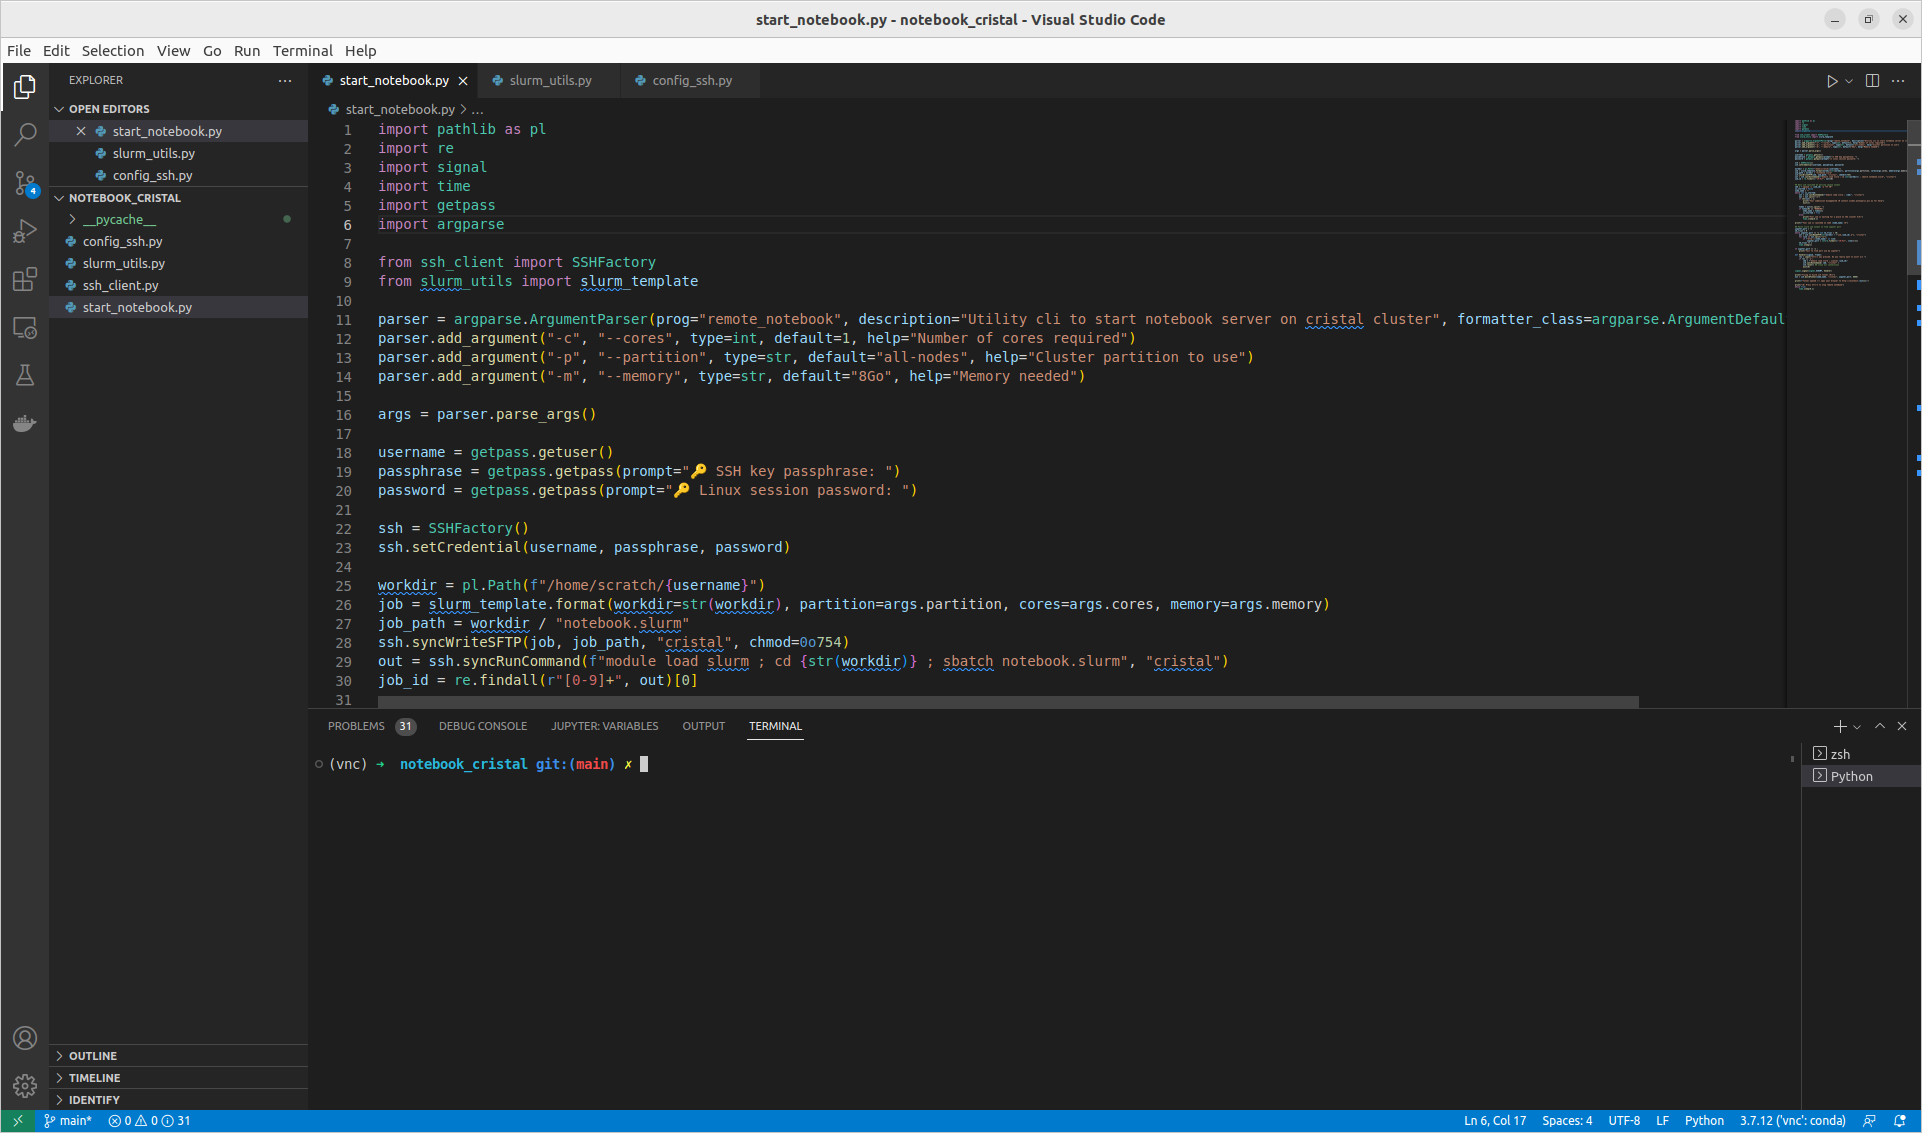 start_notebook.py - notebook_cristal - Visual Studio Code
File Edit Selection View Go Run Terminal Help
EXPLORER
OPEN EDITORS
start_notebook.py
slurm_utils.py
config_ssh.py
NOTEBOOK_CRISTAL
__pycache__
config_ssh.py
slurm_utils.py
ssh_client.py
start_notebook.py
4
OUTLINE
TIMELINE
IDENTIFY
start_notebook.py slurm_utils.py config_ssh.py
start_notebook.py > ...
1 import pathlib as pl
2 import re
3 import signal
4 import time
5 import getpass
6 import argparse
7
8 from ssh_client import SSHFactory
9 from slurm_utils import slurm_template
10
11 parser = argparse.ArgumentParser(prog="remote_notebook", description="Utility cli to start notebook server on cristal cluster", formatter_class=argparse.ArgumentDefaul
12 parser.add_argument("-c", "--cores", type=int, default=1, help="Number of cores required")
13 parser.add_argument("-p", "--partition", type=str, default="all-nodes", help="Cluster partition to use")
14 parser.add_argument("-m", "--memory", type=str, default="8Go", help="Memory needed")
15
16 args = parser.parse_args()
17
18 username = getpass.getuser()
19 passphrase = getpass.getpass(prompt="🔑 SSH key passphrase: ")
20 password = getpass.getpass(prompt="🔑 Linux session password: ")
21
22 ssh = SSHFactory()
23 ssh.setCredential(username, passphrase, password)
24
25 workdir = pl.Path(f"/home/scratch/{username}")
26 job = slurm_template.format(workdir=str(workdir), partition=args.partition, cores=args.cores, memory=args.memory)
27 job_path = workdir / "notebook.slurm"
28 ssh.syncWriteSFTP(job, job_path, "cristal", chmod=0o754)
29 out = ssh.syncRunCommand(f"module load slurm ; cd {str(workdir)} ; sbatch notebook.slurm", "cristal")
30 job_id = re.findall(r"[0-9]+", out)[0]
31
PROBLEMS 31 DEBUG CONSOLE JUPYTER: VARIABLES OUTPUT TERMINAL
(vnc) ➜ notebook_cristal git:(main) ✗
zsh
Python
main* 0 0 31 Ln 6, Col 17 Spaces: 4 UTF-8 LF Python 3.7.12 ('vnc': conda)